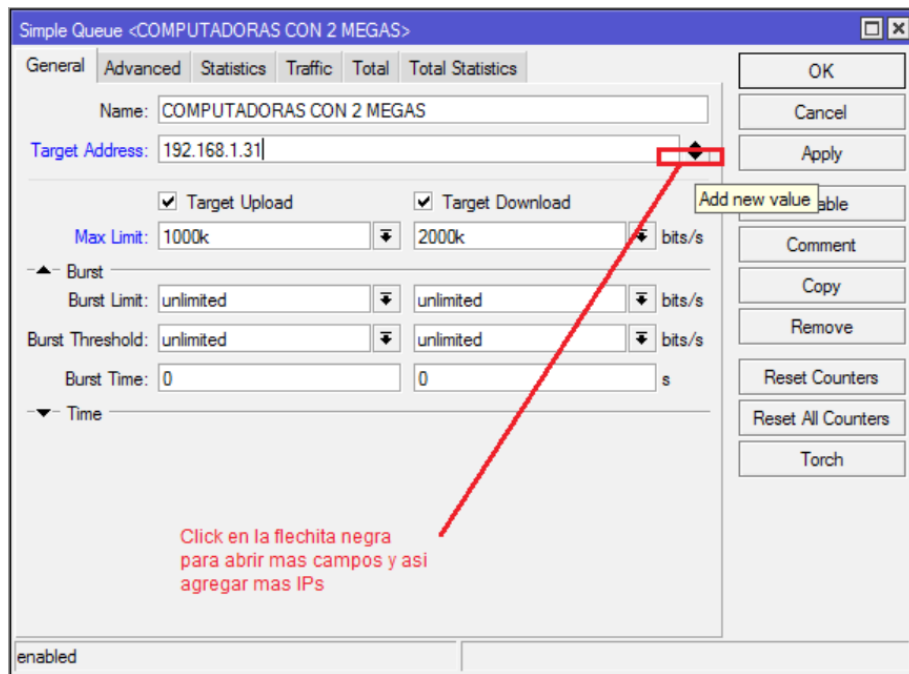 Simple Queue <COMPUTADORAS CON 2 MEGAS>
General Advanced Statistics Traffic Total Total Statistics
OK
Name: COMPUTADORAS CON 2 MEGAS
Cancel
Target Address: 192.168.1.31
Apply
Add new value
able
Target Upload Target Download
Max Limit: 1000k 2000k bits/s
Comment
Burst
Copy
Burst Limit: unlimited unlimited bits/s
Remove
Burst Threshold: unlimited unlimited bits/s
Burst Time: 0 0 s
Reset Counters
Time
Reset All Counters
Torch
Click en la flechita negra
para abrir mas campos y asi
agregar mas IPs
enabled